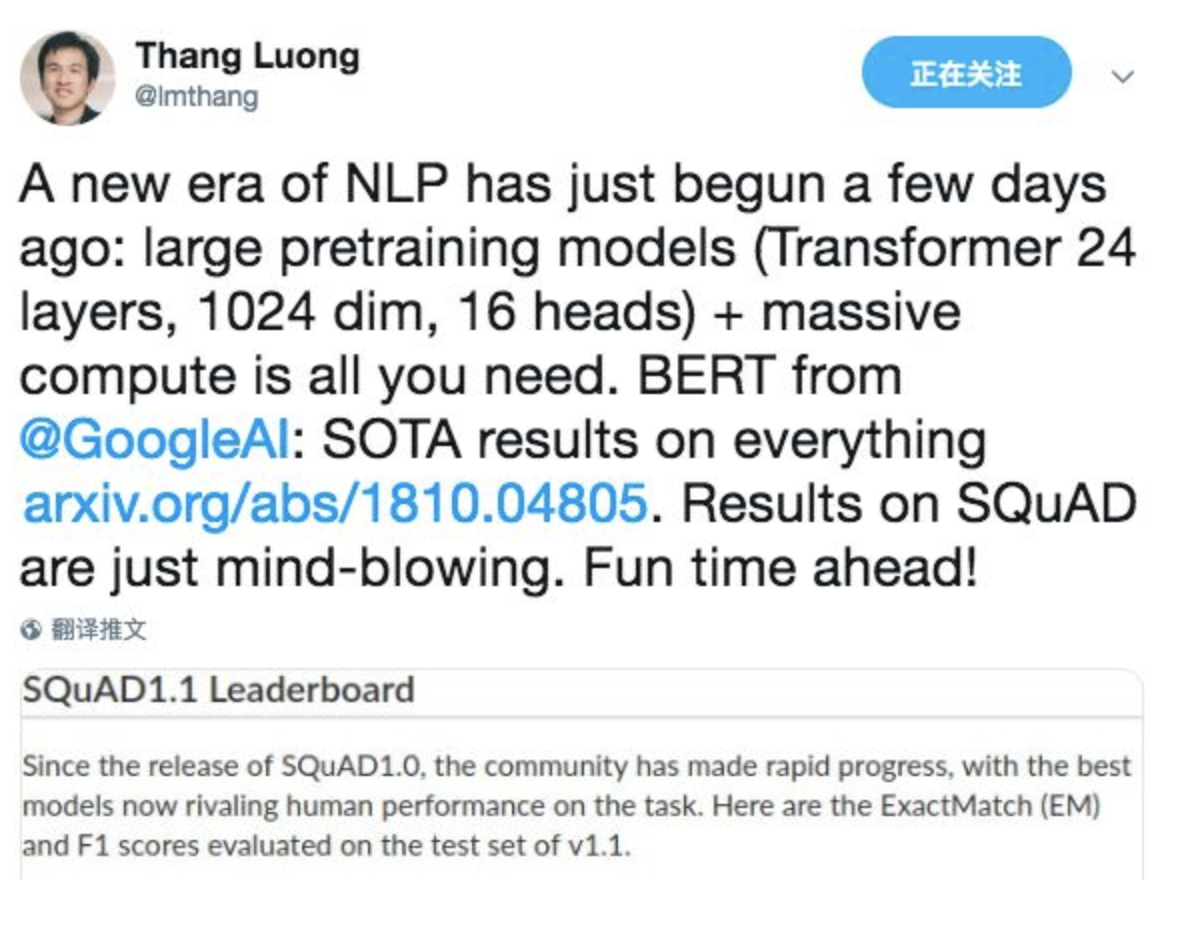 Thang Luong
@lmthang
正在关注
A new era of NLP has just begun a few days
ago: large pretraining models (Transformer 24
layers, 1024 dim, 16 heads) + massive
compute is all you need. BERT from
@GoogleAI: SOTA results on everything
arxiv.org/abs/1810.04805. Results on SQuAD
are just mind-blowing. Fun time ahead!
翻译推文
SQuAD1.1 Leaderboard
Since the release of SQuAD1.0, the community has made rapid progress, with the best
models now rivaling human performance on the task. Here are the ExactMatch (EM)
and F1 scores evaluated on the test set of v1.1.